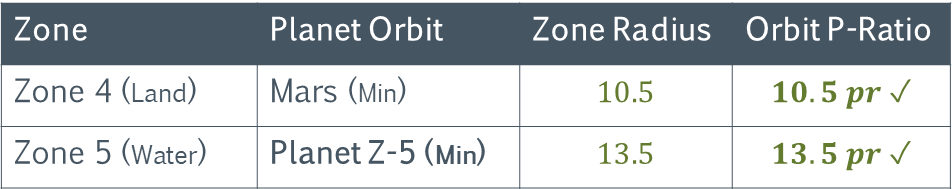 Zone Planet Orbit Zone Radius Orbit P-Ratio
Zone 4 (Land) Mars (Min) 10.5 10.5 pr ✓
Zone 5 (Water) Planet Z-5 (Min) 13.5 13.5 pr ✓